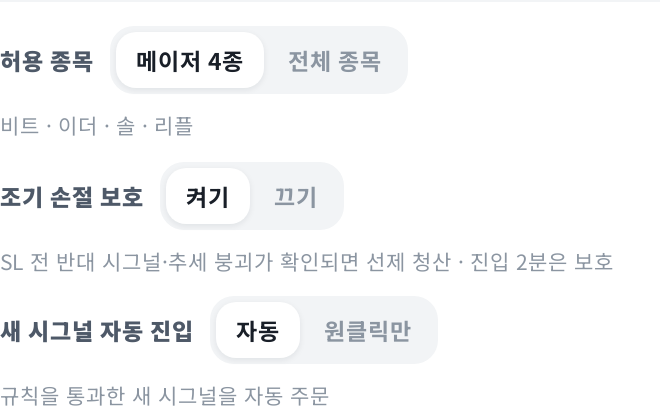 허용 종목 메이저 4종 전체 종목
비트 · 이더 · 솔 · 리플
조기 손절 보호 켜기 끄기
SL 전 반대 시그널·추세 붕괴가 확인되면 선제 청산 · 진입 2분은 보호
새 시그널 자동 진입 자동 원클릭만
규칙을 통과한 새 시그널을 자동 주문